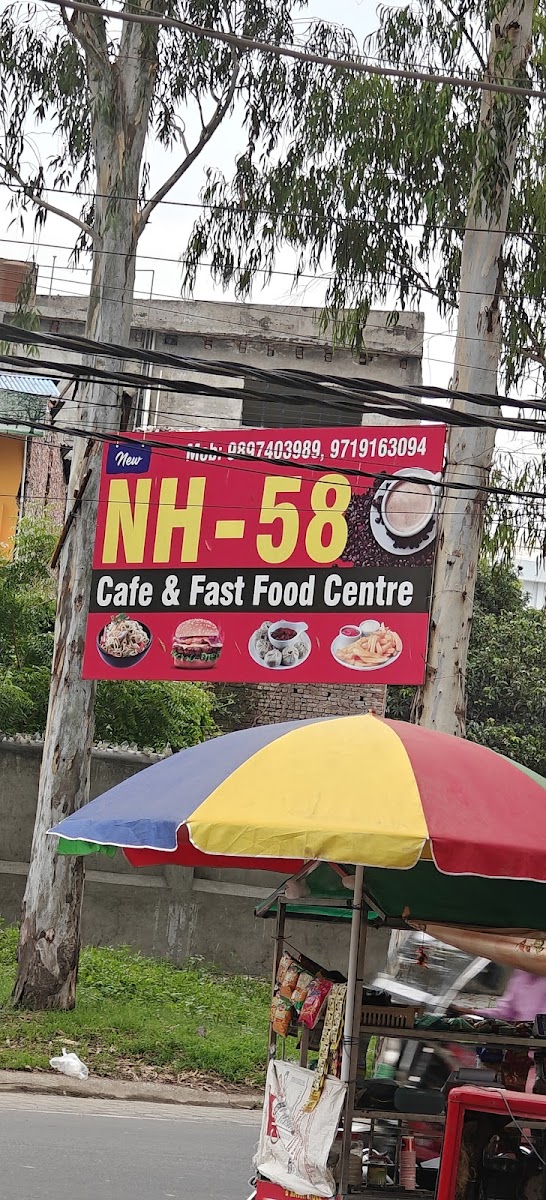 New
Mob: 9897403989, 9719163094
NH-58
Cafe & Fast Food Centre